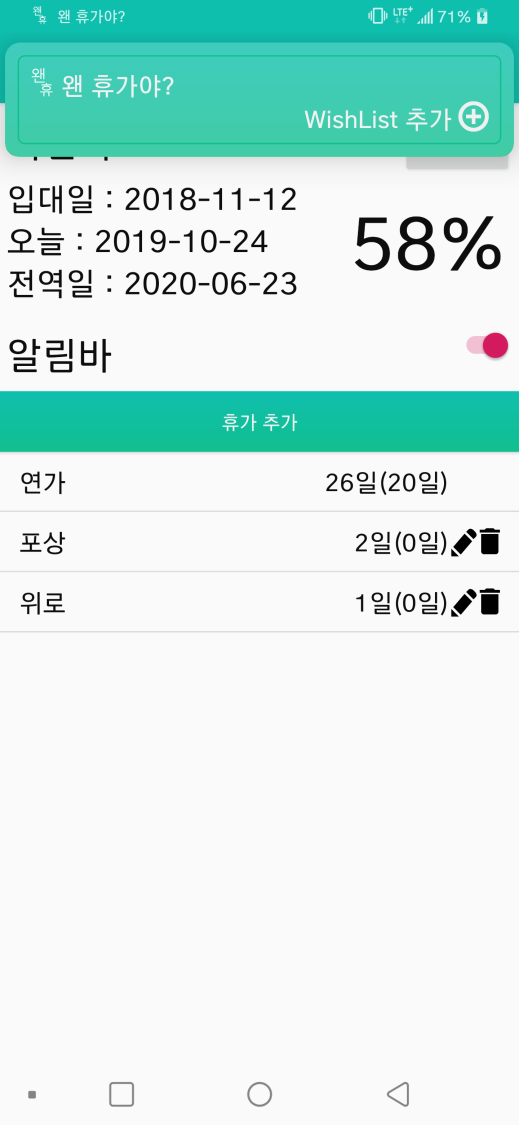 왠휴 왠 휴가야?
LTE+ 71%
왠휴 왠 휴가야?
WishList 추가
입대일 : 2018-11-12
오늘 : 2019-10-24
58%
전역일 : 2020-06-23
알림바
휴가 추가
연가 26일(20일)
포상 2일(0일)
위로 1일(0일)